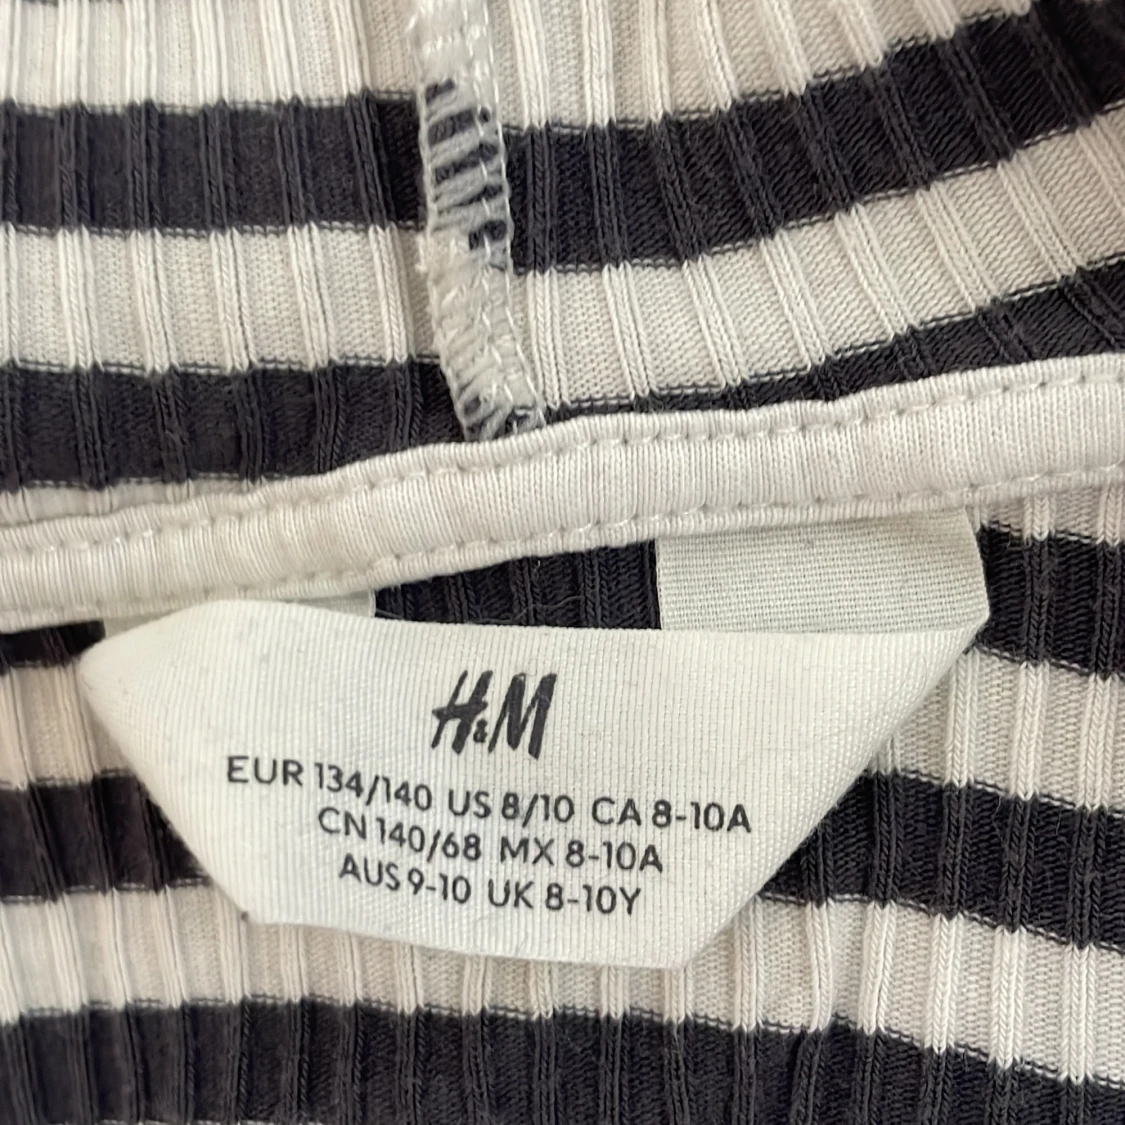 H&M
EUR 134/140 US 8/10 CA 8-10A
CN 140/68 MX 8-10A
AUS 9-10 UK 8-10Y